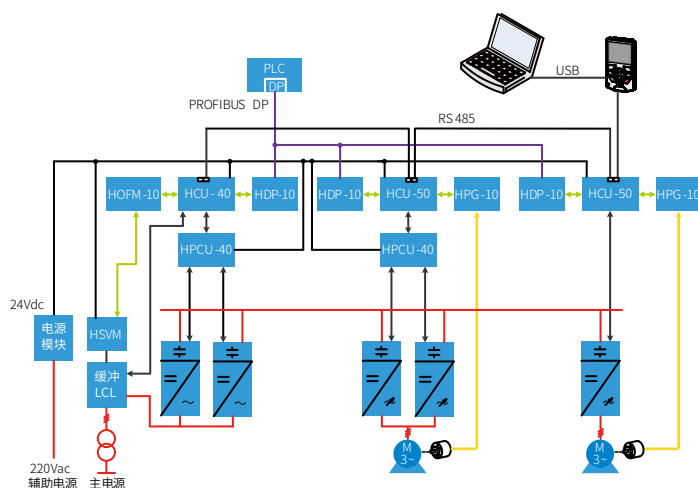 PLC
DP
USB
PROFIBUS DP
RS 485
HOFM-10
HCU-40
HDP-10
HDP-10
HCU-50
HPG-10
HDP-10
HCU-50
HPG-10
HPCU-40
HPCU-40
24Vdc
电源
模块
HSVM
缓冲
LCL
M
3~
M
3~
220Vac
辅助电源
主电源